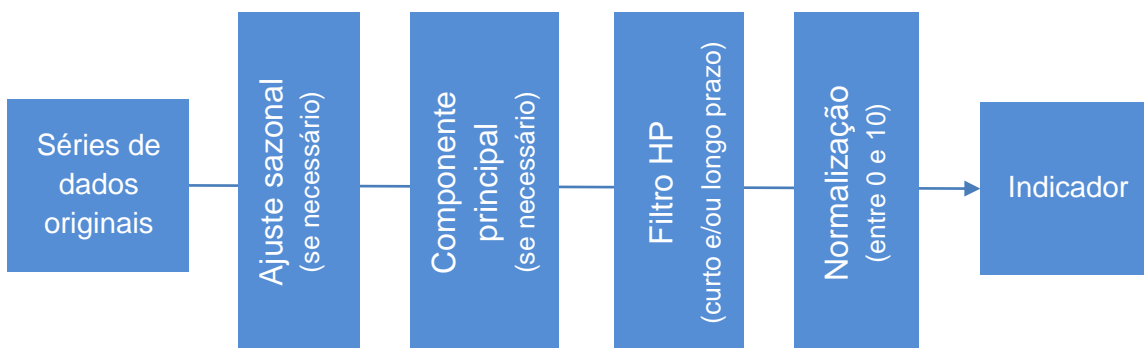 Séries de
dados
originais
Ajuste sazonal
(se necessário)
Componente
principal
(se necessário)
Filtro HP
(curto e/ou longo prazo)
Normalização
(entre 0 e 10)
Indicador